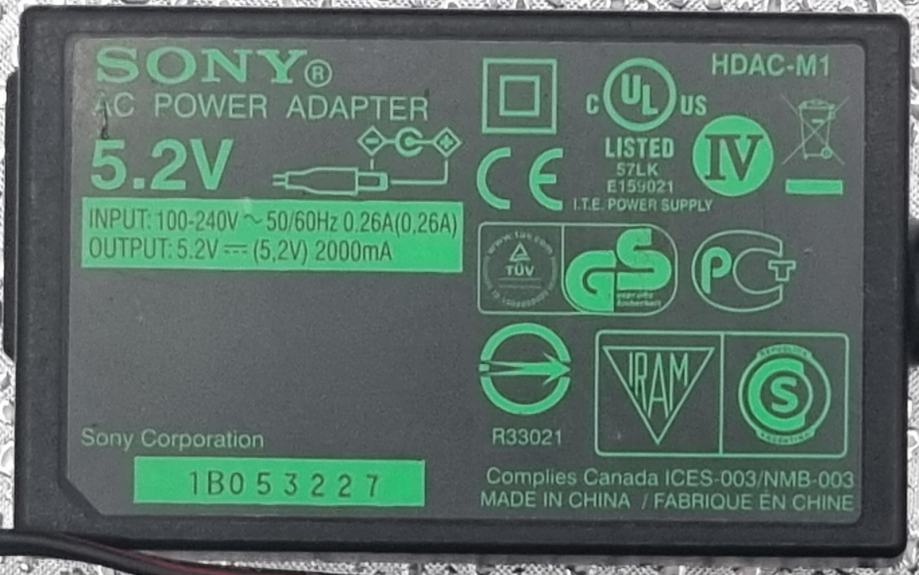 SONY®
AC POWER ADAPTER
5.2V
INPUT: 100-240V ~ 50/60Hz 0.26A(0,26A)
OUTPUT: 5.2V ⎓ (5,2V) 2000mA
Sony Corporation
1B053227
HDAC-M1
C UL US
LISTED
57LK
E159021
I.T.E. POWER SUPPLY
IV
CE
TÜV
GS
PCT
R33021
IRAM
S
Complies Canada ICES-003/NMB-003
MADE IN CHINA / FABRIQUE EN CHINE